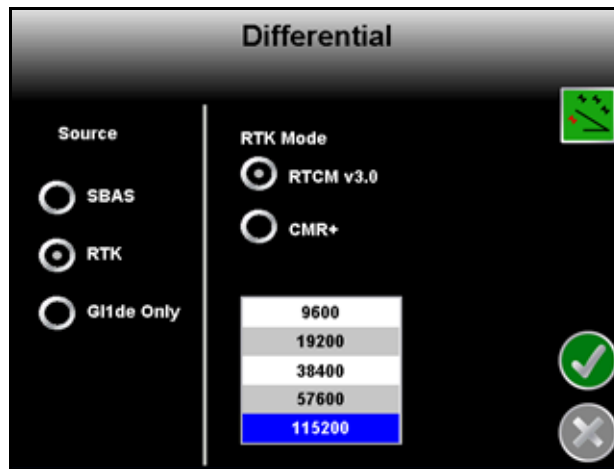 Differential
Source
SBAS
RTK
Gl1de Only
RTK Mode
RTCM v3.0
CMR+
9600
19200
38400
57600
115200